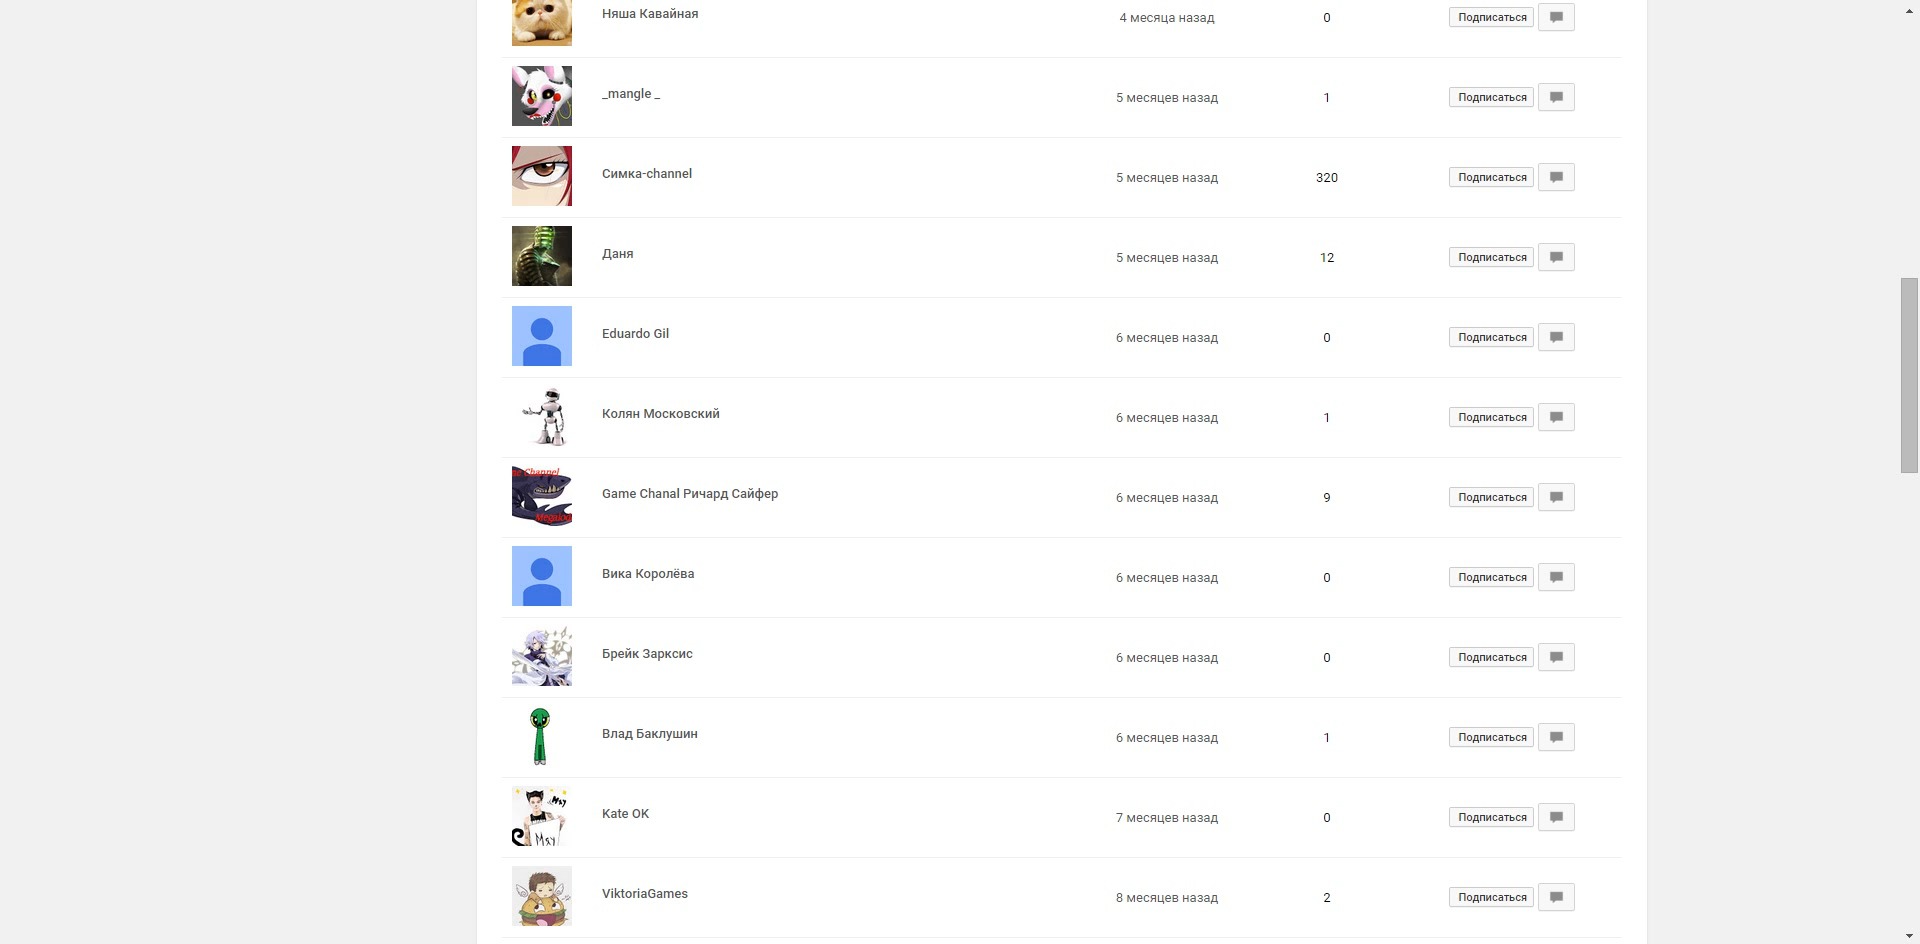 Няша Кавайная 4 месяца назад 0 Подписаться
_mangle _ 5 месяцев назад 1 Подписаться
Симка-channel 5 месяцев назад 320 Подписаться
Даня 5 месяцев назад 12 Подписаться
Eduardo Gil 6 месяцев назад 0 Подписаться
Колян Московский 6 месяцев назад 1 Подписаться
Channel
Game Chanal Ричард Сайфер 6 месяцев назад 9 Подписаться
Вика Королёва 6 месяцев назад 0 Подписаться
Брейк Зарксис 6 месяцев назад 0 Подписаться
Влад Баклушин 6 месяцев назад 1 Подписаться
Kate OK 7 месяцев назад 0 Подписаться
Мяу
ViktoriaGames 8 месяцев назад 2 Подписаться